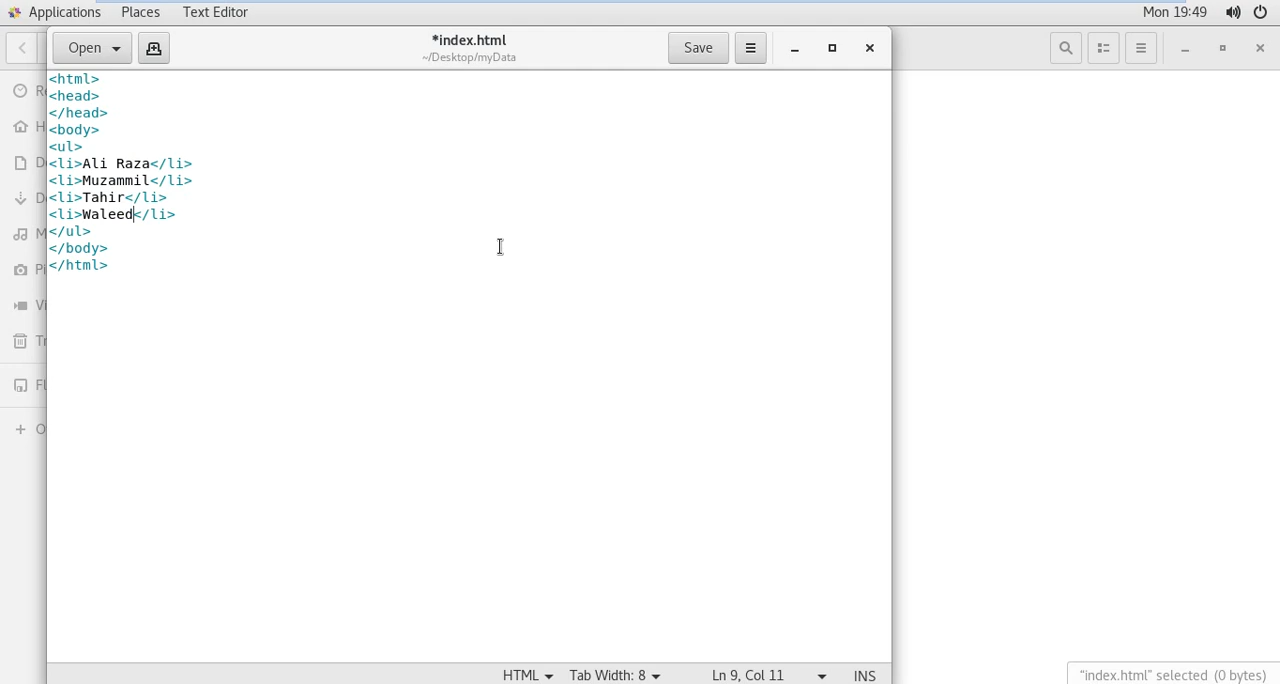 Applications Places Text Editor Mon 19:49
Open *index.html Save
~/Desktop/myData
<html>
<head>
</head>
<body>
<ul>
<li>Ali Raza</li>
<li>Muzammil</li>
<li>Tahir</li>
<li>Waleed</li>
</ul>
</body>
</html>
HTML Tab Width: 8 Ln 9, Col 11 INS
"index.html" selected (0 bytes)